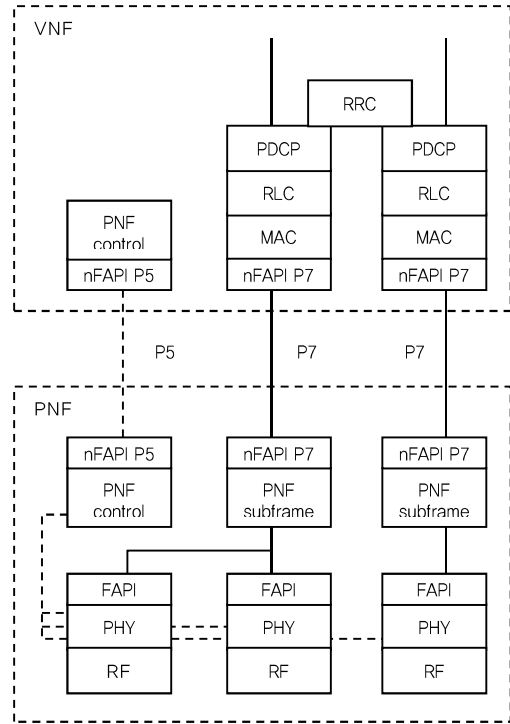 VNF
RRC
PDCP
PDCP
RLC
RLC
PNF
control
MAC
MAC
nFAPI P5
nFAPI P7
nFAPI P7
P5
P7
P7
PNF
nFAPI P5
nFAPI P7
nFAPI P7
PNF
control
PNF
subframe
PNF
subframe
FAPI
FAPI
FAPI
PHY
PHY
PHY
RF
RF
RF